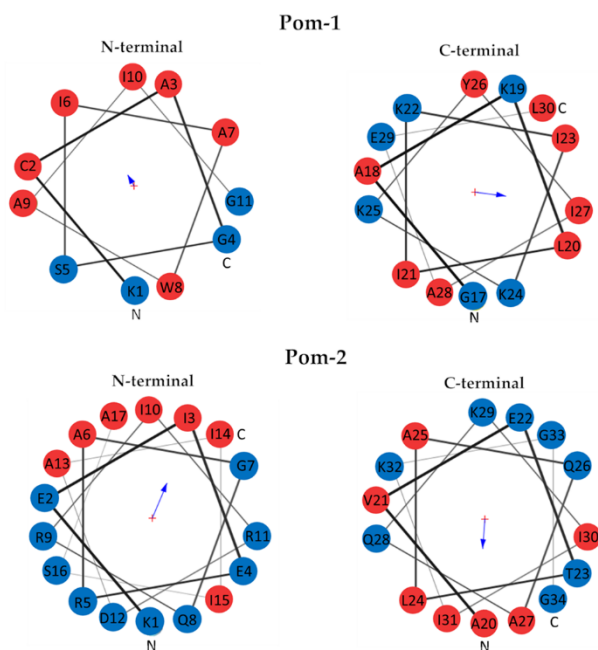 Pom-1
N-terminal
C-terminal
I10
A3
I6
A7
C2
A9
G11
G4
C
S5
W8
K1
N
Y26
K19
L30
C
K22
I23
E29
A18
K25
I27
L20
I21
A28
K24
G17
N
Pom-2
N-terminal
C-terminal
A17
I10
I3
A6
I14
C
A13
G7
E2
R9
R11
S16
E4
R5
I15
D12
Q8
K1
N
K29
E22
A25
G33
K32
Q26
V21
Q28
I30
T23
L24
G34
I31
A27
A20
C
N